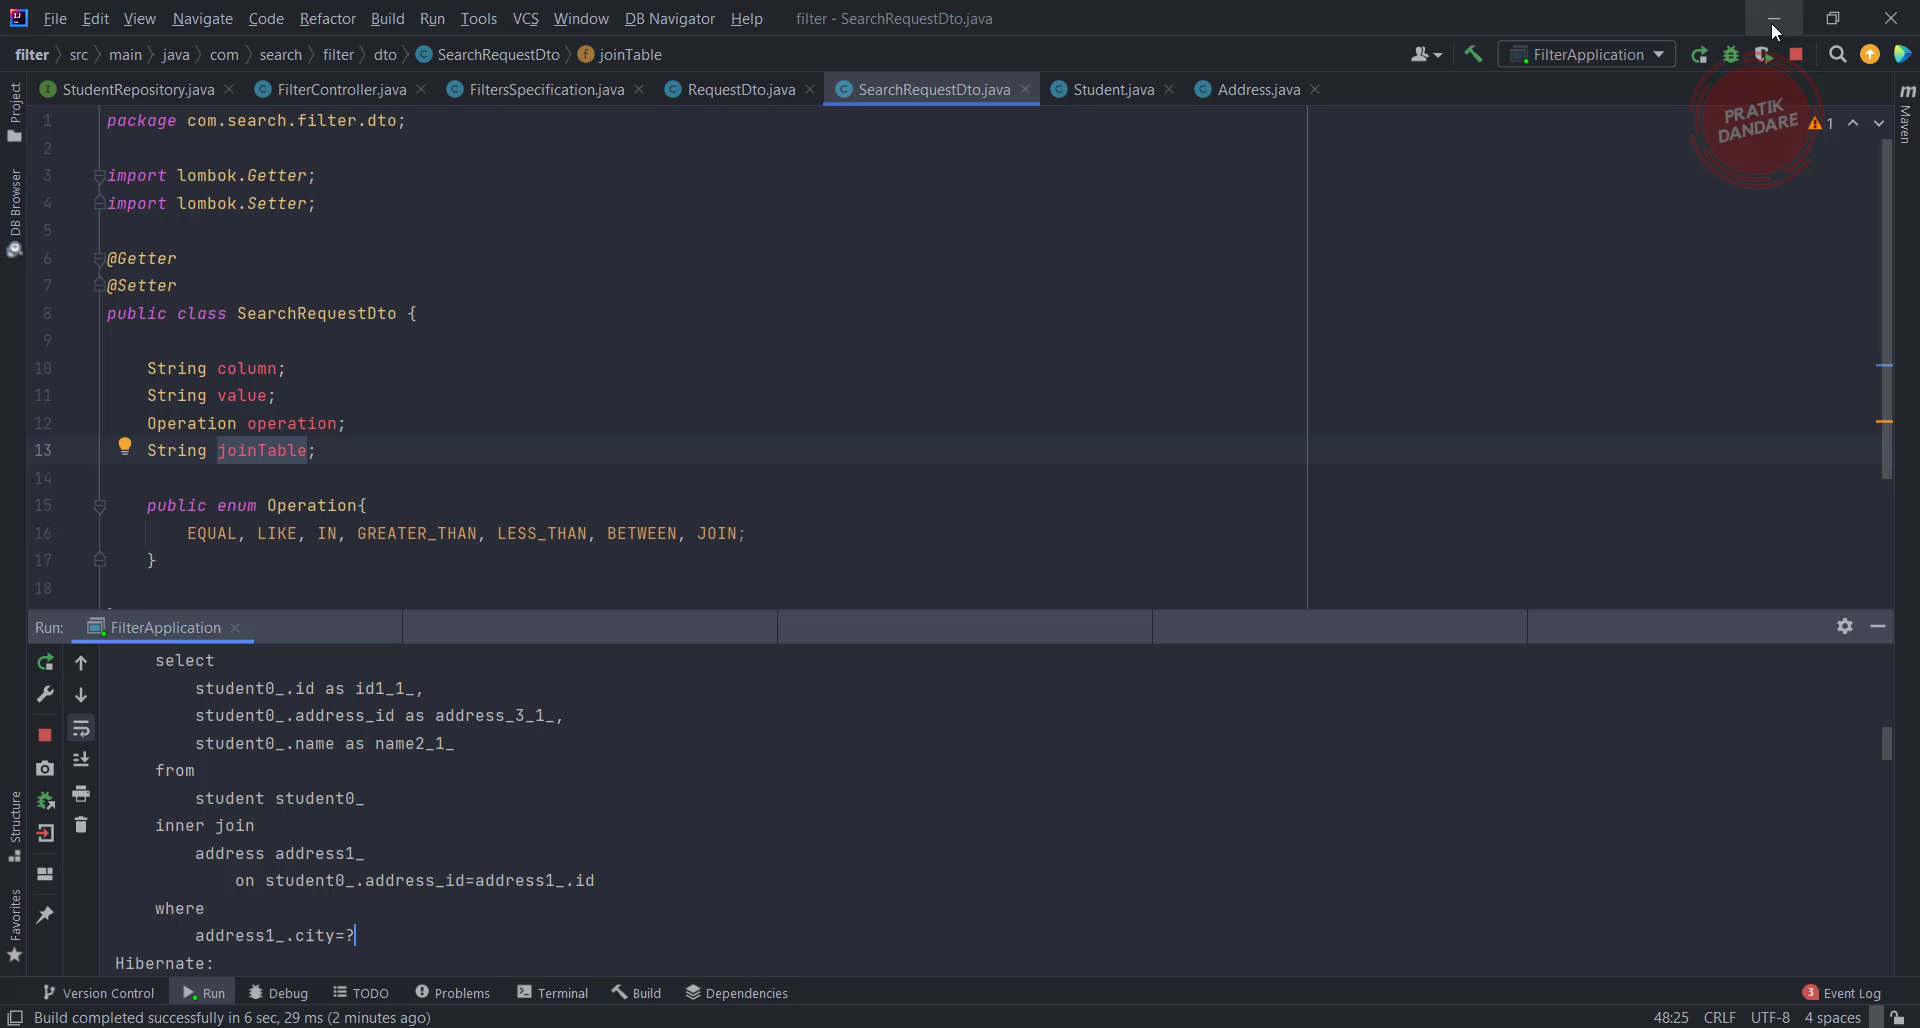 File Edit View Navigate Code Refactor Build Run Tools VCS Window DB Navigator Help filter - SearchRequestDto.java
filter src main java com search filter dto SearchRequestDto joinTable FilterApplication
StudentRepository.java FilterController.java FiltersSpecification.java RequestDto.java SearchRequestDto.java Student.java Address.java
PRATIK
DANDARE
1
Project
DB Browser
Structure
Favorites
Maven
1 package com.search.filter.dto;
2
3 import lombok.Getter;
4 import lombok.Setter;
5
6 @Getter
7 @Setter
8 public class SearchRequestDto {
9
10 String column;
11 String value;
12 Operation operation;
13 String joinTable;
14
15 public enum Operation{
16 EQUAL, LIKE, IN, GREATER_THAN, LESS_THAN, BETWEEN, JOIN;
17 }
18
Run: FilterApplication
select
student0_.id as id1_1_,
student0_.address_id as address_3_1_,
student0_.name as name2_1_
from
student student0_
inner join
address address1_
on student0_.address_id=address1_.id
where
address1_.city=?
Hibernate:
Version Control Run Debug TODO Problems Terminal Build Dependencies 3 Event Log
Build completed successfully in 6 sec, 29 ms (2 minutes ago) 48:25 CRLF UTF-8 4 spaces